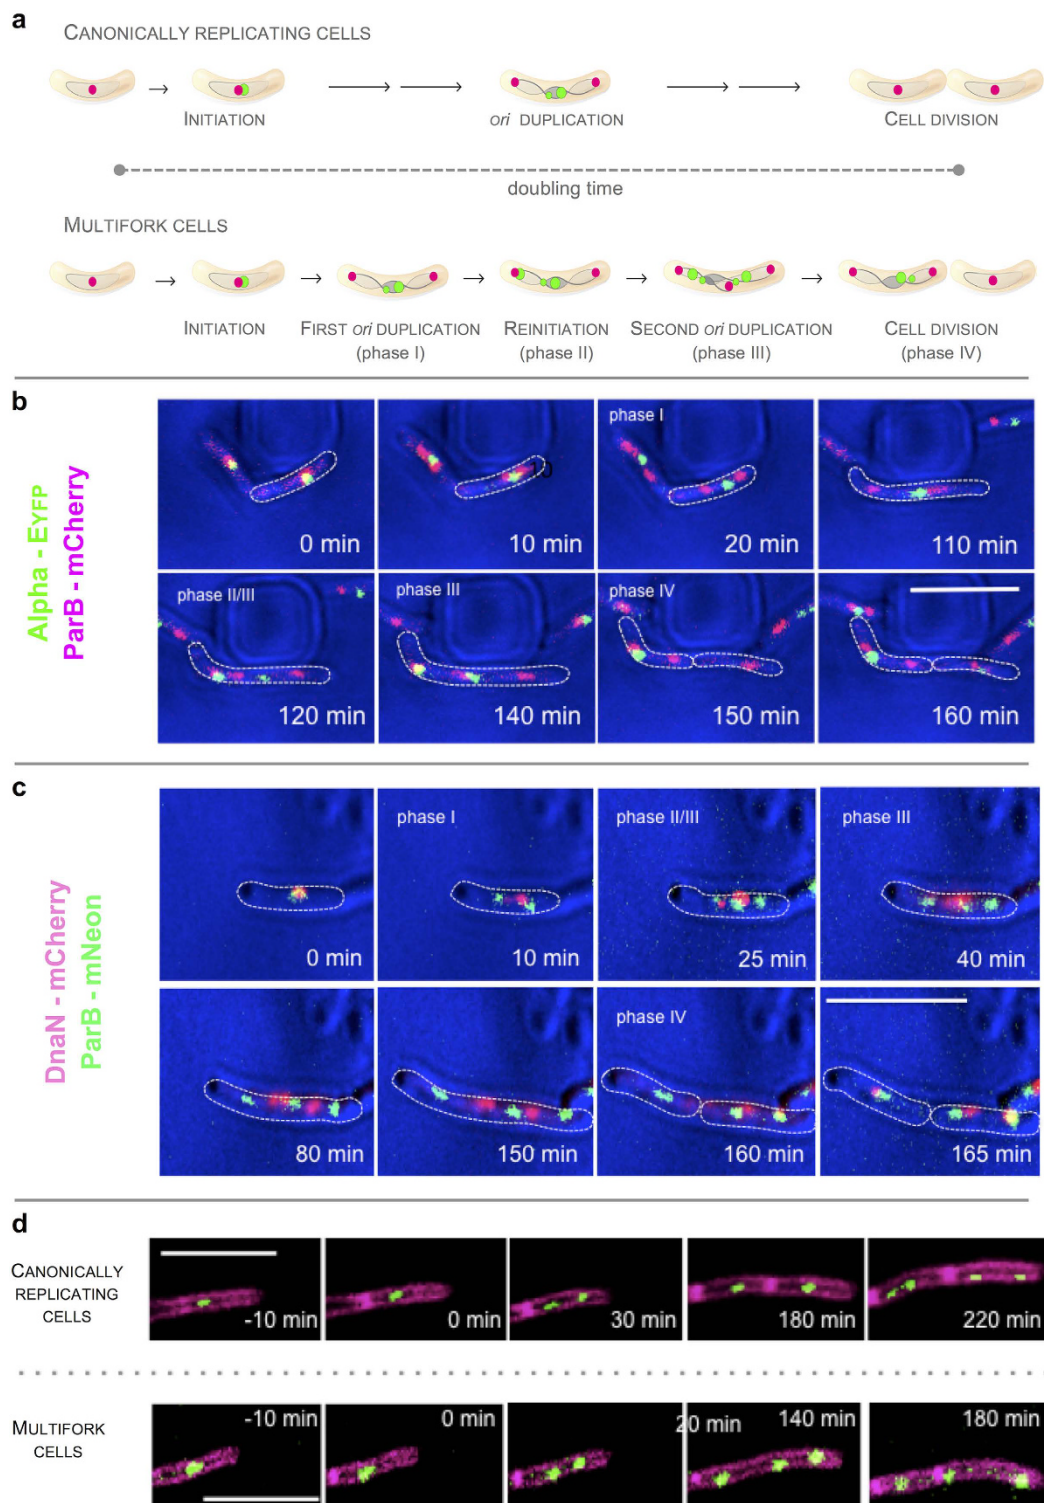 a
CANONICALLY REPLICATING CELLS
INITIATION
ori DUPLICATION
CELL DIVISION
doubling time
MULTIFORK CELLS
INITIATION
FIRST ori DUPLICATION
(phase I)
REINITIATION
(phase II)
SECOND ori DUPLICATION
(phase III)
CELL DIVISION
(phase IV)
b
Alpha - EYFP
ParB - mCherry
0 min
10
10 min
phase I
20 min
110 min
phase II/III
120 min
phase III
140 min
phase IV
150 min
160 min
c
DnaN - mCherry
ParB - mNeon
0 min
phase I
10 min
phase II/III
25 min
phase III
40 min
80 min
150 min
phase IV
160 min
165 min
d
CANONICALLY
REPLICATING
CELLS
-10 min
0 min
30 min
180 min
220 min
MULTIFORK
CELLS
-10 min
0 min
20 min
140 min
180 min